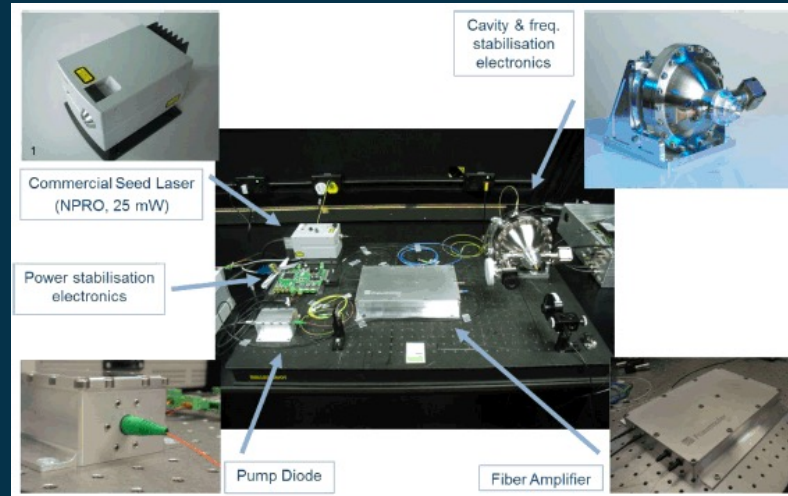 Cavity & freq.
stabilisation
electronics
1
Commercial Seed Laser
(NPRO, 25 mW)
Power stabilisation
electronics
Pump Diode
Fiber Amplifier